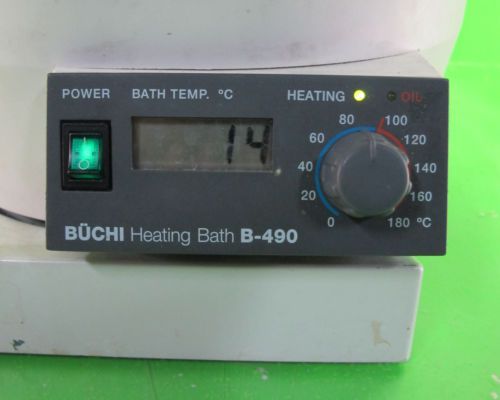 POWER BATH TEMP. °C HEATING OIL
14
0 20 40 60 80 100 120 140 160 180 °C
BÜCHI Heating Bath B-490